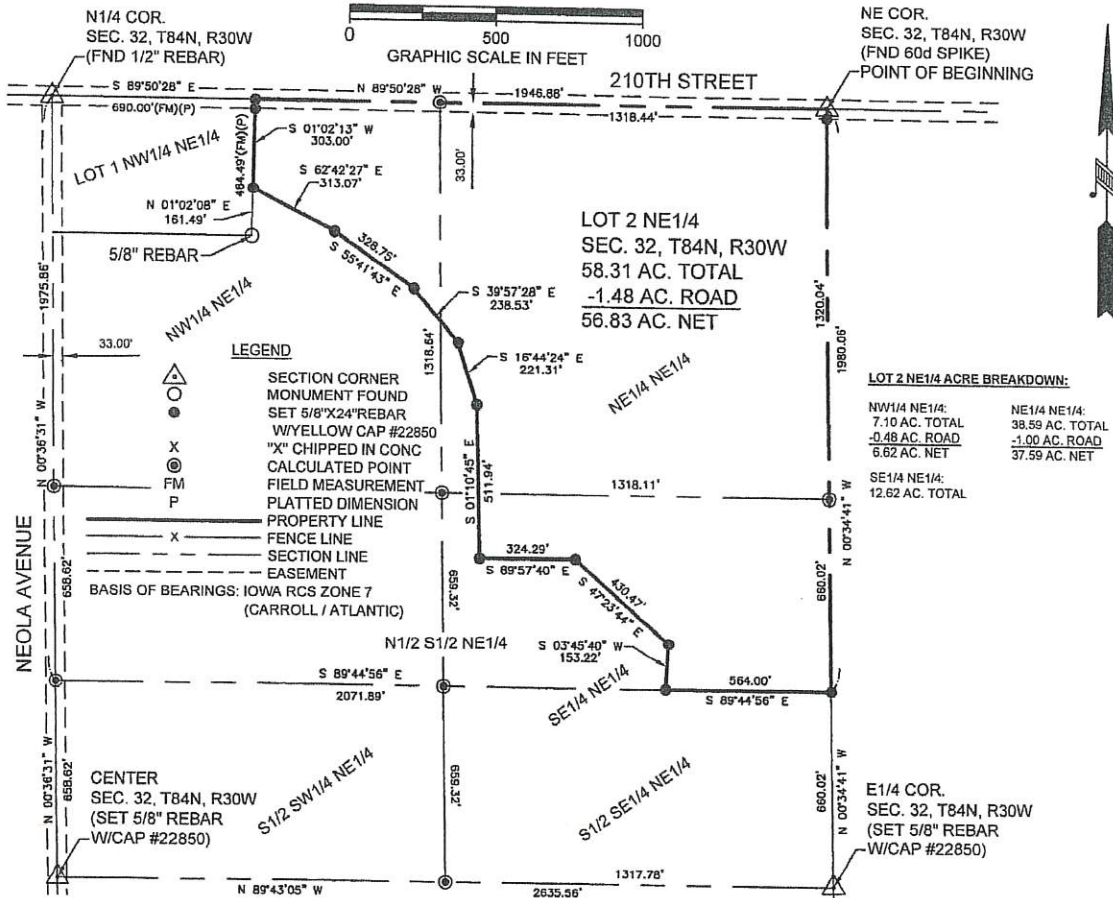 N1/4 COR.
SEC. 32, T84N, R30W
(FND 1/2" REBAR)
0
500
1000
GRAPHIC SCALE IN FEET
NE COR.
SEC. 32, T84N, R30W
(FND 60d SPIKE)
POINT OF BEGINNING
210TH STREET
S 89°50'28" E
690.00'(FM)(P)
N 89°50'28" W
1946.88'
1318.44'
33.00'
LOT 1 NW1/4 NE1/4
464.49'(FM)(P)
S 01°02'13" W
303.00'
S 62°42'27" E
313.07'
N 01°02'08" E
161.49'
5/8" REBAR
328.75'
S 55°41'43" E
S 39°57'28" E
238.53'
S 16°44'24" E
221.31'
LOT 2 NE1/4
SEC. 32, T84N, R30W
58.31 AC. TOTAL
-1.48 AC. ROAD
56.83 AC. NET
1975.86'
NW1/4 NE1/4
33.00'
1318.64'
NE1/4 NE1/4
1320.04'
1980.06'
LEGEND
SECTION CORNER
MONUMENT FOUND
SET 5/8"X24"REBAR
W/YELLOW CAP #22850
X "X" CHIPPED IN CONC
CALCULATED POINT
FM FIELD MEASUREMENT
P PLATTED DIMENSION
PROPERTY LINE
X FENCE LINE
SECTION LINE
EASEMENT
BASIS OF BEARINGS: IOWA RCS ZONE 7
(CARROLL / ATLANTIC)
LOT 2 NE1/4 ACRE BREAKDOWN:
NW1/4 NE1/4:
7.10 AC. TOTAL
-0.48 AC. ROAD
6.62 AC. NET
NE1/4 NE1/4:
38.59 AC. TOTAL
-1.00 AC. ROAD
37.59 AC. NET
SE1/4 NE1/4:
12.62 AC. TOTAL
N 00°36'31" W
S 01°10'45" E
511.94'
1318.11'
N 00°34'41" W
324.29'
S 89°57'40" E
430.47'
S 47°23'44" E
S 03°45'40" W
153.22'
NEOLA AVENUE
658.62'
659.32'
660.02'
N1/2 S1/2 NE1/4
S 89°44'56" E
2071.89'
SE1/4 NE1/4
564.00'
S 89°44'56" E
N 00°36'31" W
658.62'
CENTER
SEC. 32, T84N, R30W
(SET 5/8" REBAR
W/CAP #22850)
S1/2 SW1/4 NE1/4
659.32'
S1/2 SE1/4 NE1/4
660.02'
N 00°34'41" W
E1/4 COR.
SEC. 32, T84N, R30W
(SET 5/8" REBAR
W/CAP #22850)
N 89°43'05" W
1317.78'
2635.56'